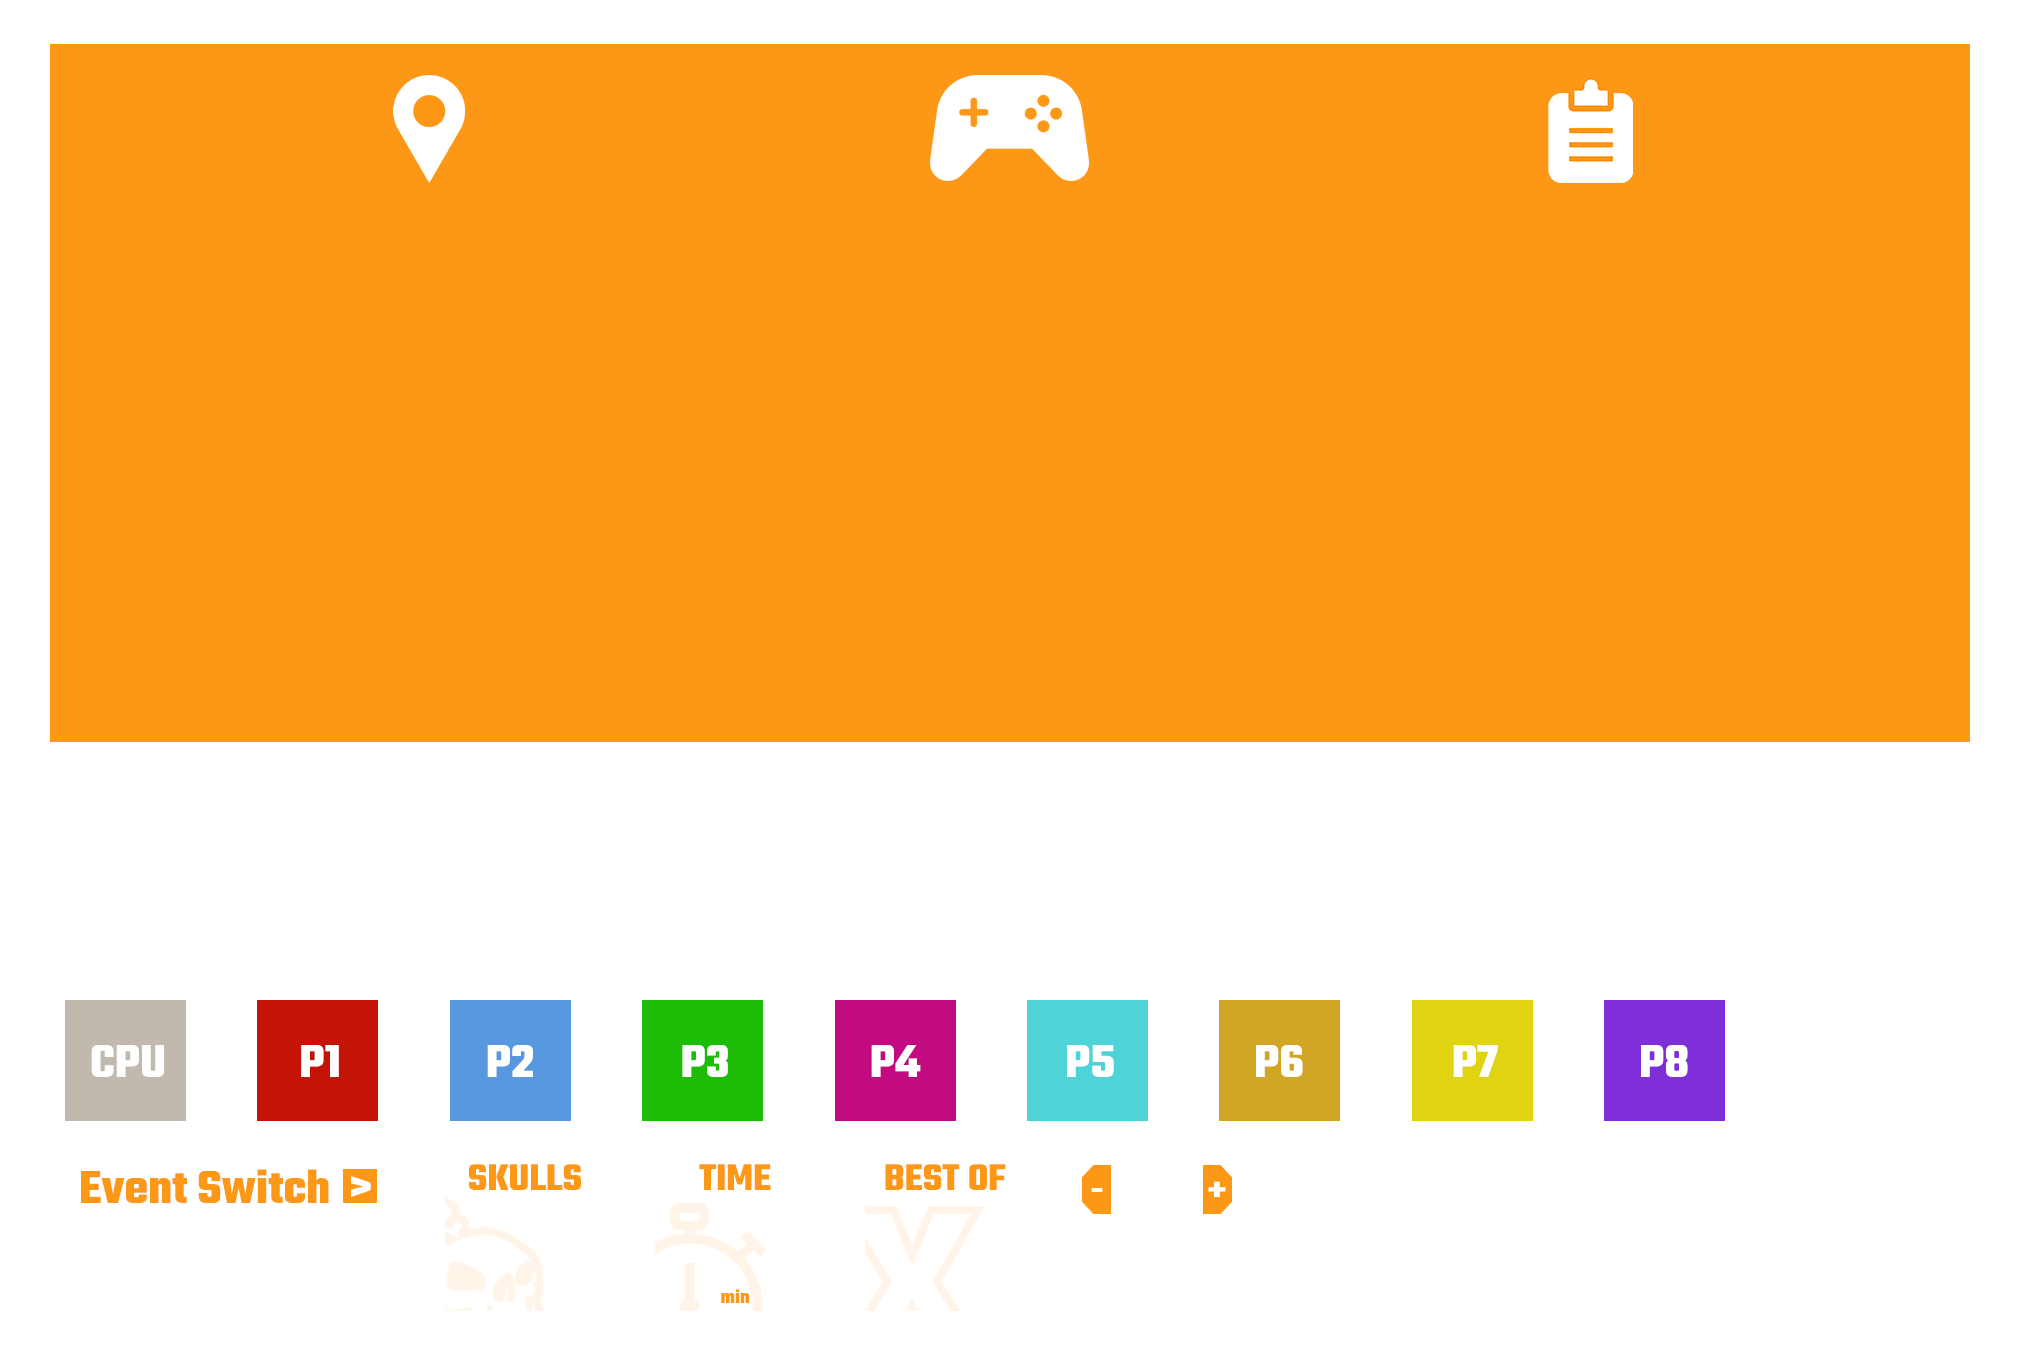 CPU P1 P2 P3 P4 P5 P6 P7 P8
Event Switch SKULLS TIME BEST OF - +
min